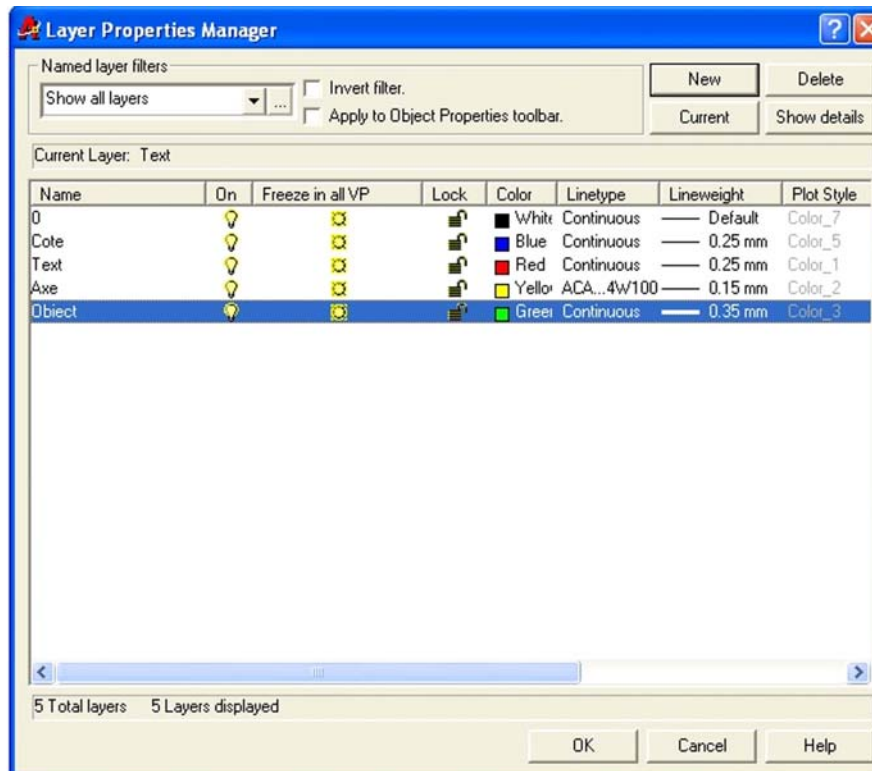 Layer Properties Manager
Named layer filters
Show all layers
...
Invert filter.
Apply to Object Properties toolbar.
New
Delete
Current
Show details
Current Layer: Text
Name On Freeze in all VP Lock Color Linetype Lineweight Plot Style
0 White Continuous Default Color_7
Cote Blue Continuous 0.25 mm Color_5
Text Red Continuous 0.25 mm Color_1
Axe Yello ACA...4W100 0.15 mm Color_2
Obiect Green Continuous 0.35 mm Color_3
5 Total layers 5 Layers displayed
OK Cancel Help